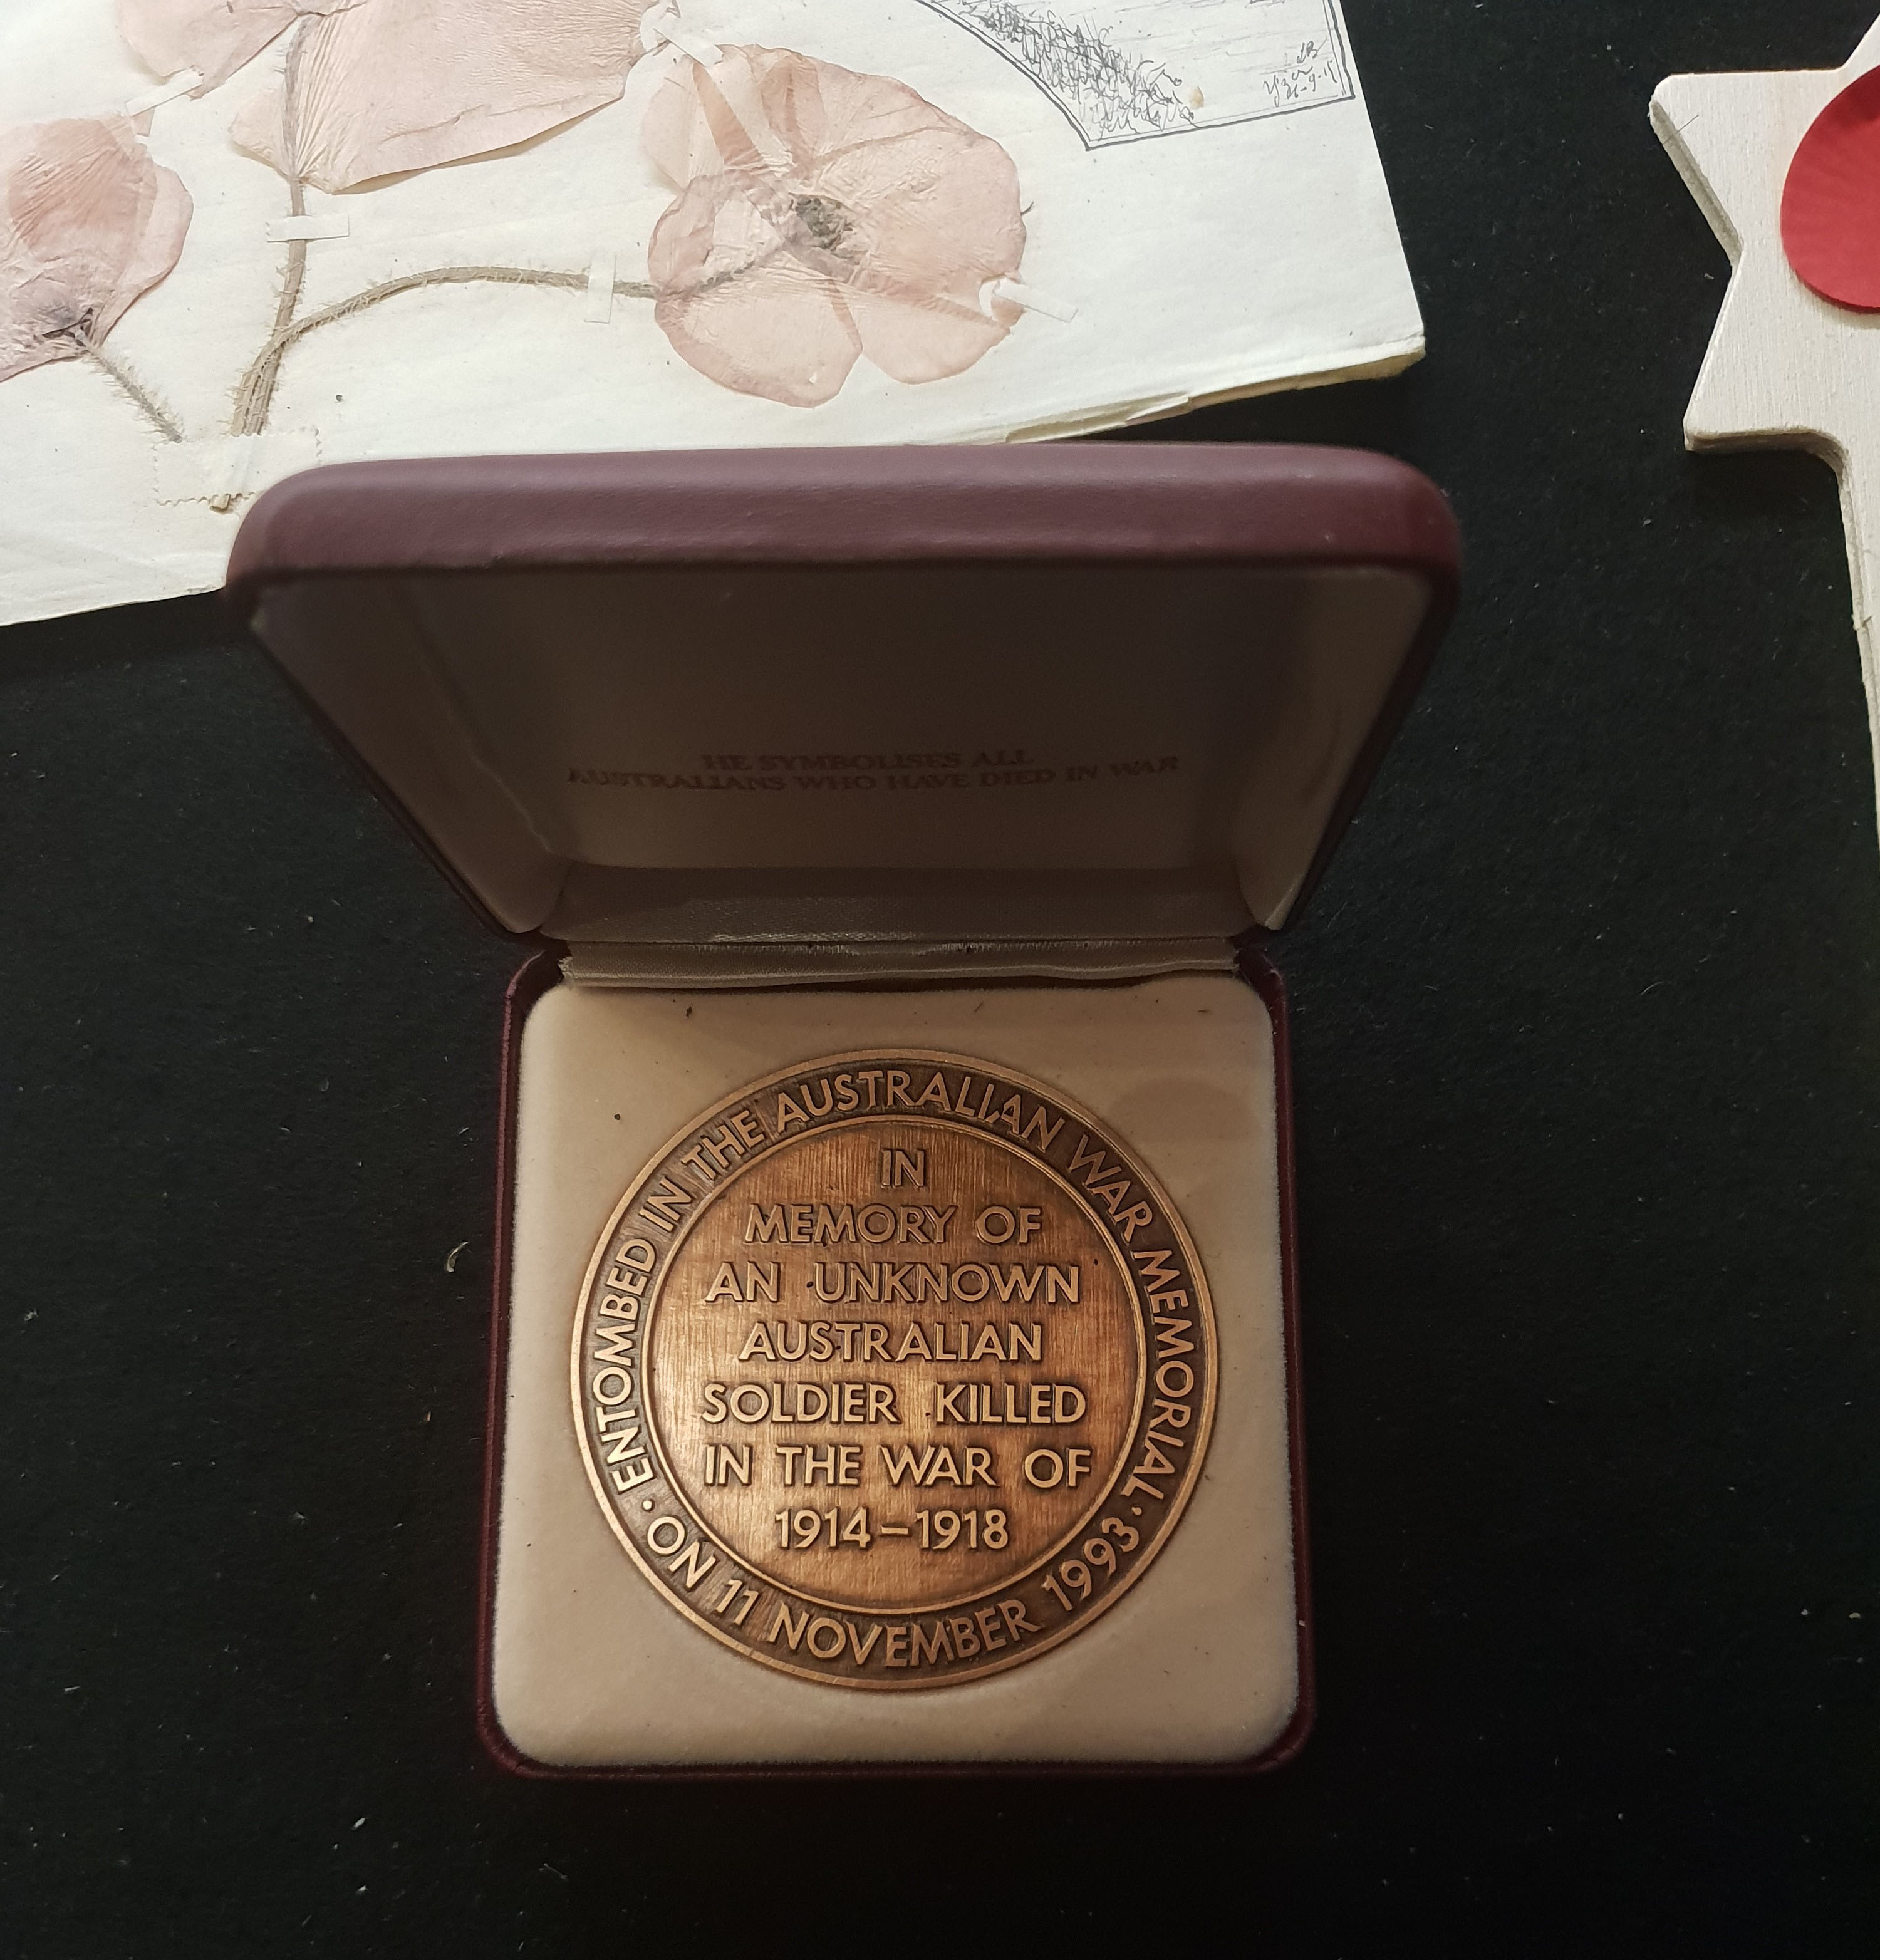 HE SYMBOLISES ALL
AUSTRALIANS WHO HAVE DIED IN WAR
• ENTOMBED IN THE AUSTRALIAN WAR MEMORIAL •
ON 11 NOVEMBER 1993
IN
MEMORY OF
AN UNKNOWN
AUSTRALIAN
SOLDIER KILLED
IN THE WAR OF
1914–1918